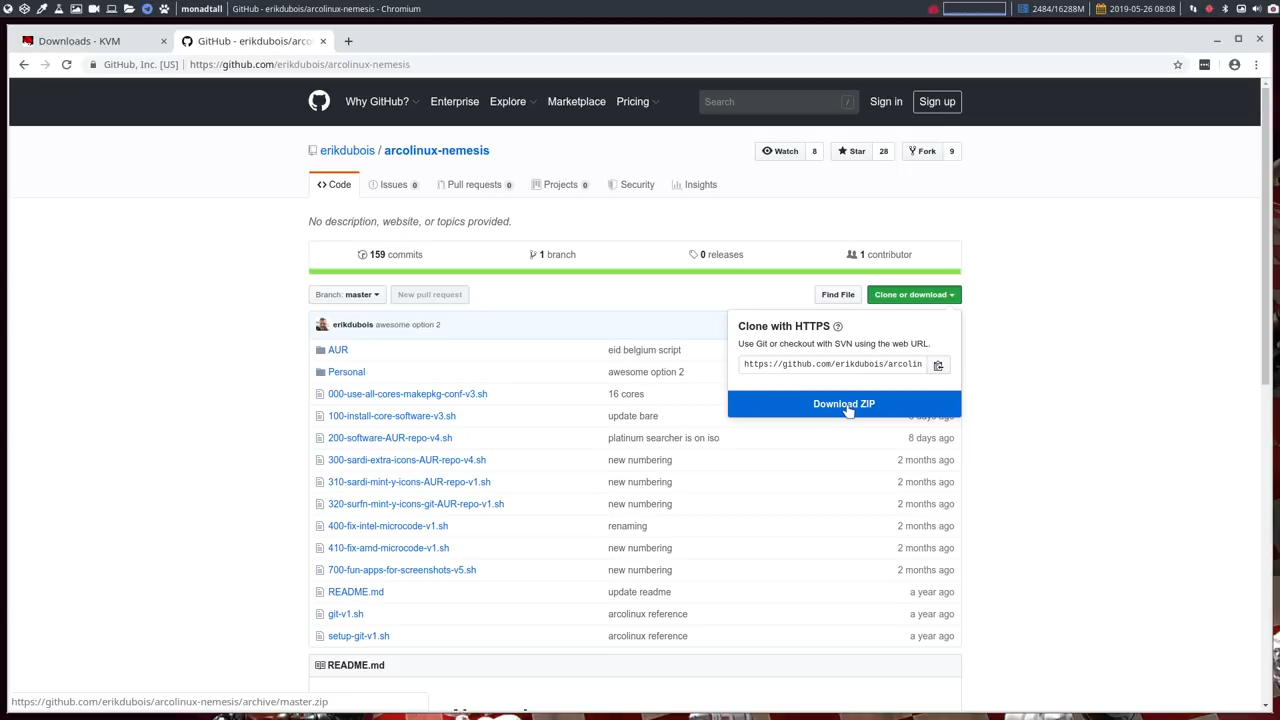 monadtall
GitHub - erikdubois/arcolinux-nemesis - Chromium
2484/16288M
2019-05-26 08:08
Downloads - KVM
GitHub - erikdubois/arco
GitHub, Inc. [US]
https://github.com/erikdubois/arcolinux-nemesis
Why GitHub?
Enterprise
Explore
Marketplace
Pricing
Search
/
Sign in
Sign up
erikdubois / arcolinux-nemesis
Watch 8
Star 28
Fork 9
Code
Issues 0
Pull requests 0
Projects 0
Security
Insights
No description, website, or topics provided.
159 commits
1 branch
0 releases
1 contributor
Branch: master
New pull request
Find File
Clone or download
Clone with HTTPS
Use Git or checkout with SVN using the web URL.
https://github.com/erikdubois/arcolin
Download ZIP
erikdubois awesome option 2
AUR eid belgium script
Personal awesome option 2
000-use-all-cores-makepkg-conf-v3.sh 16 cores
100-install-core-software-v3.sh update bare days ago
200-software-AUR-repo-v4.sh platinum searcher is on iso 8 days ago
300-sardi-extra-icons-AUR-repo-v4.sh new numbering 2 months ago
310-sardi-mint-y-icons-AUR-repo-v1.sh new numbering 2 months ago
320-surfn-mint-y-icons-git-AUR-repo-v1.sh new numbering 2 months ago
400-fix-intel-microcode-v1.sh renaming 2 months ago
410-fix-amd-microcode-v1.sh new numbering 2 months ago
700-fun-apps-for-screenshots-v5.sh new numbering 2 months ago
README.md update readme a year ago
git-v1.sh arcolinux reference a year ago
setup-git-v1.sh arcolinux reference a year ago
README.md
https://github.com/erikdubois/arcolinux-nemesis/archive/master.zip